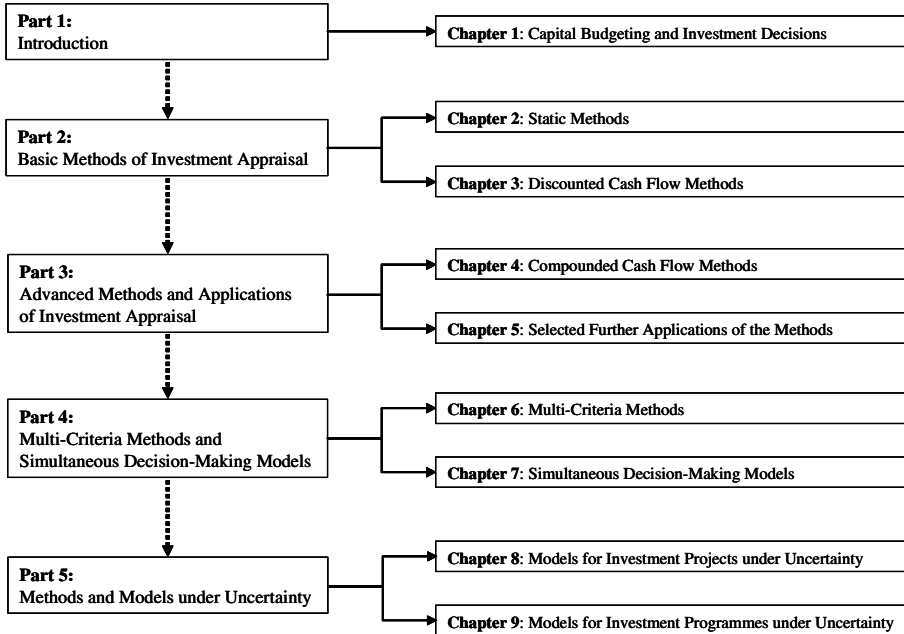 Part 1:
Introduction
Chapter 1: Capital Budgeting and Investment Decisions
Part 2:
Basic Methods of Investment Appraisal
Chapter 2: Static Methods
Chapter 3: Discounted Cash Flow Methods
Part 3:
Advanced Methods and Applications
of Investment Appraisal
Chapter 4: Compounded Cash Flow Methods
Chapter 5: Selected Further Applications of the Methods
Part 4:
Multi-Criteria Methods and
Simultaneous Decision-Making Models
Chapter 6: Multi-Criteria Methods
Chapter 7: Simultaneous Decision-Making Models
Part 5:
Methods and Models under Uncertainty
Chapter 8: Models for Investment Projects under Uncertainty
Chapter 9: Models for Investment Programmes under Uncertainty